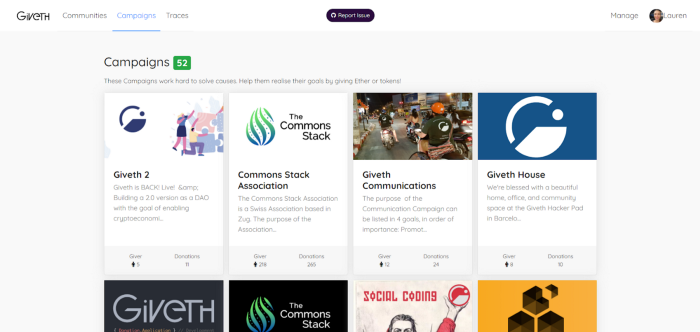 GIVETH Communities Campaigns Traces Report Issue Manage Lauren
Campaigns 52
These Campaigns work hard to solve causes. Help them realise their goals by giving Ether or tokens!
The
Commons
Stack
Giveth 2
Giveth is BACK! Live! &amp;
Building a 2.0 version as a DAO
with the goal of enabling
cryptoeconomi...
Giver Donations
5 11
Commons Stack
Association
The Commons Stack Association
is a Swiss Association based in
Zug. The purpose of the
Association...
Giver Donations
218 265
Giveth
Communications
The purpose of the
Communication Campaign can
be listed in 4 goals, in order of
importance: Promot...
Giver Donations
12 24
Giveth House
We're blessed with a beautiful
home, office, and community
space at the Giveth Hacker Pad
in Barcelo...
Giver Donations
8 10
GIVETH
[ Donation Application ] - Development
The
Commons
Stack
SOCIAL CODING